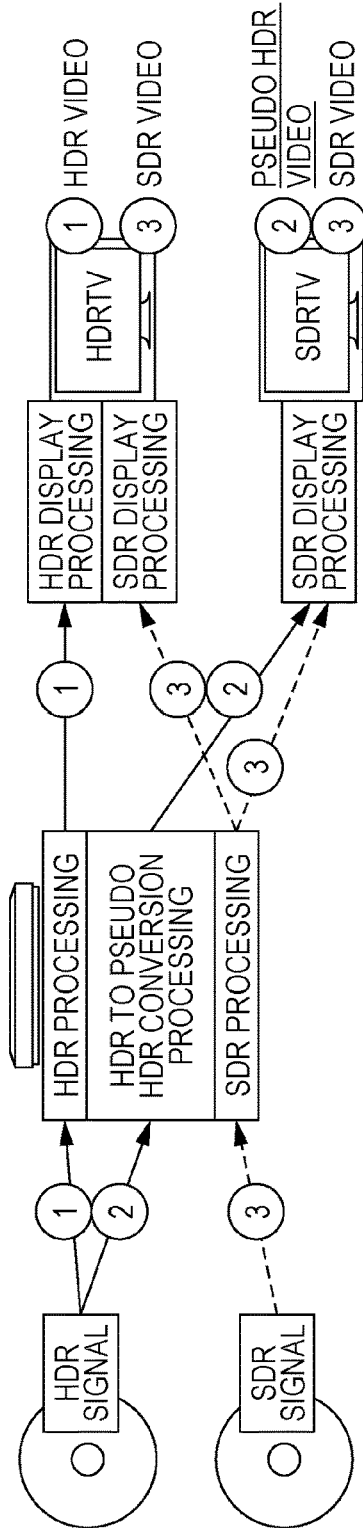 HDR
SIGNAL
SDR
SIGNAL
1
2
3
HDR PROCESSING
HDR TO PSEUDO
HDR CONVERSION
PROCESSING
SDR PROCESSING
1
3
2
3
HDR DISPLAY
PROCESSING
SDR DISPLAY
PROCESSING
SDR DISPLAY
PROCESSING
HDRTV
1 HDR VIDEO
3 SDR VIDEO
SDRTV
2 PSEUDO HDR
VIDEO
3 SDR VIDEO